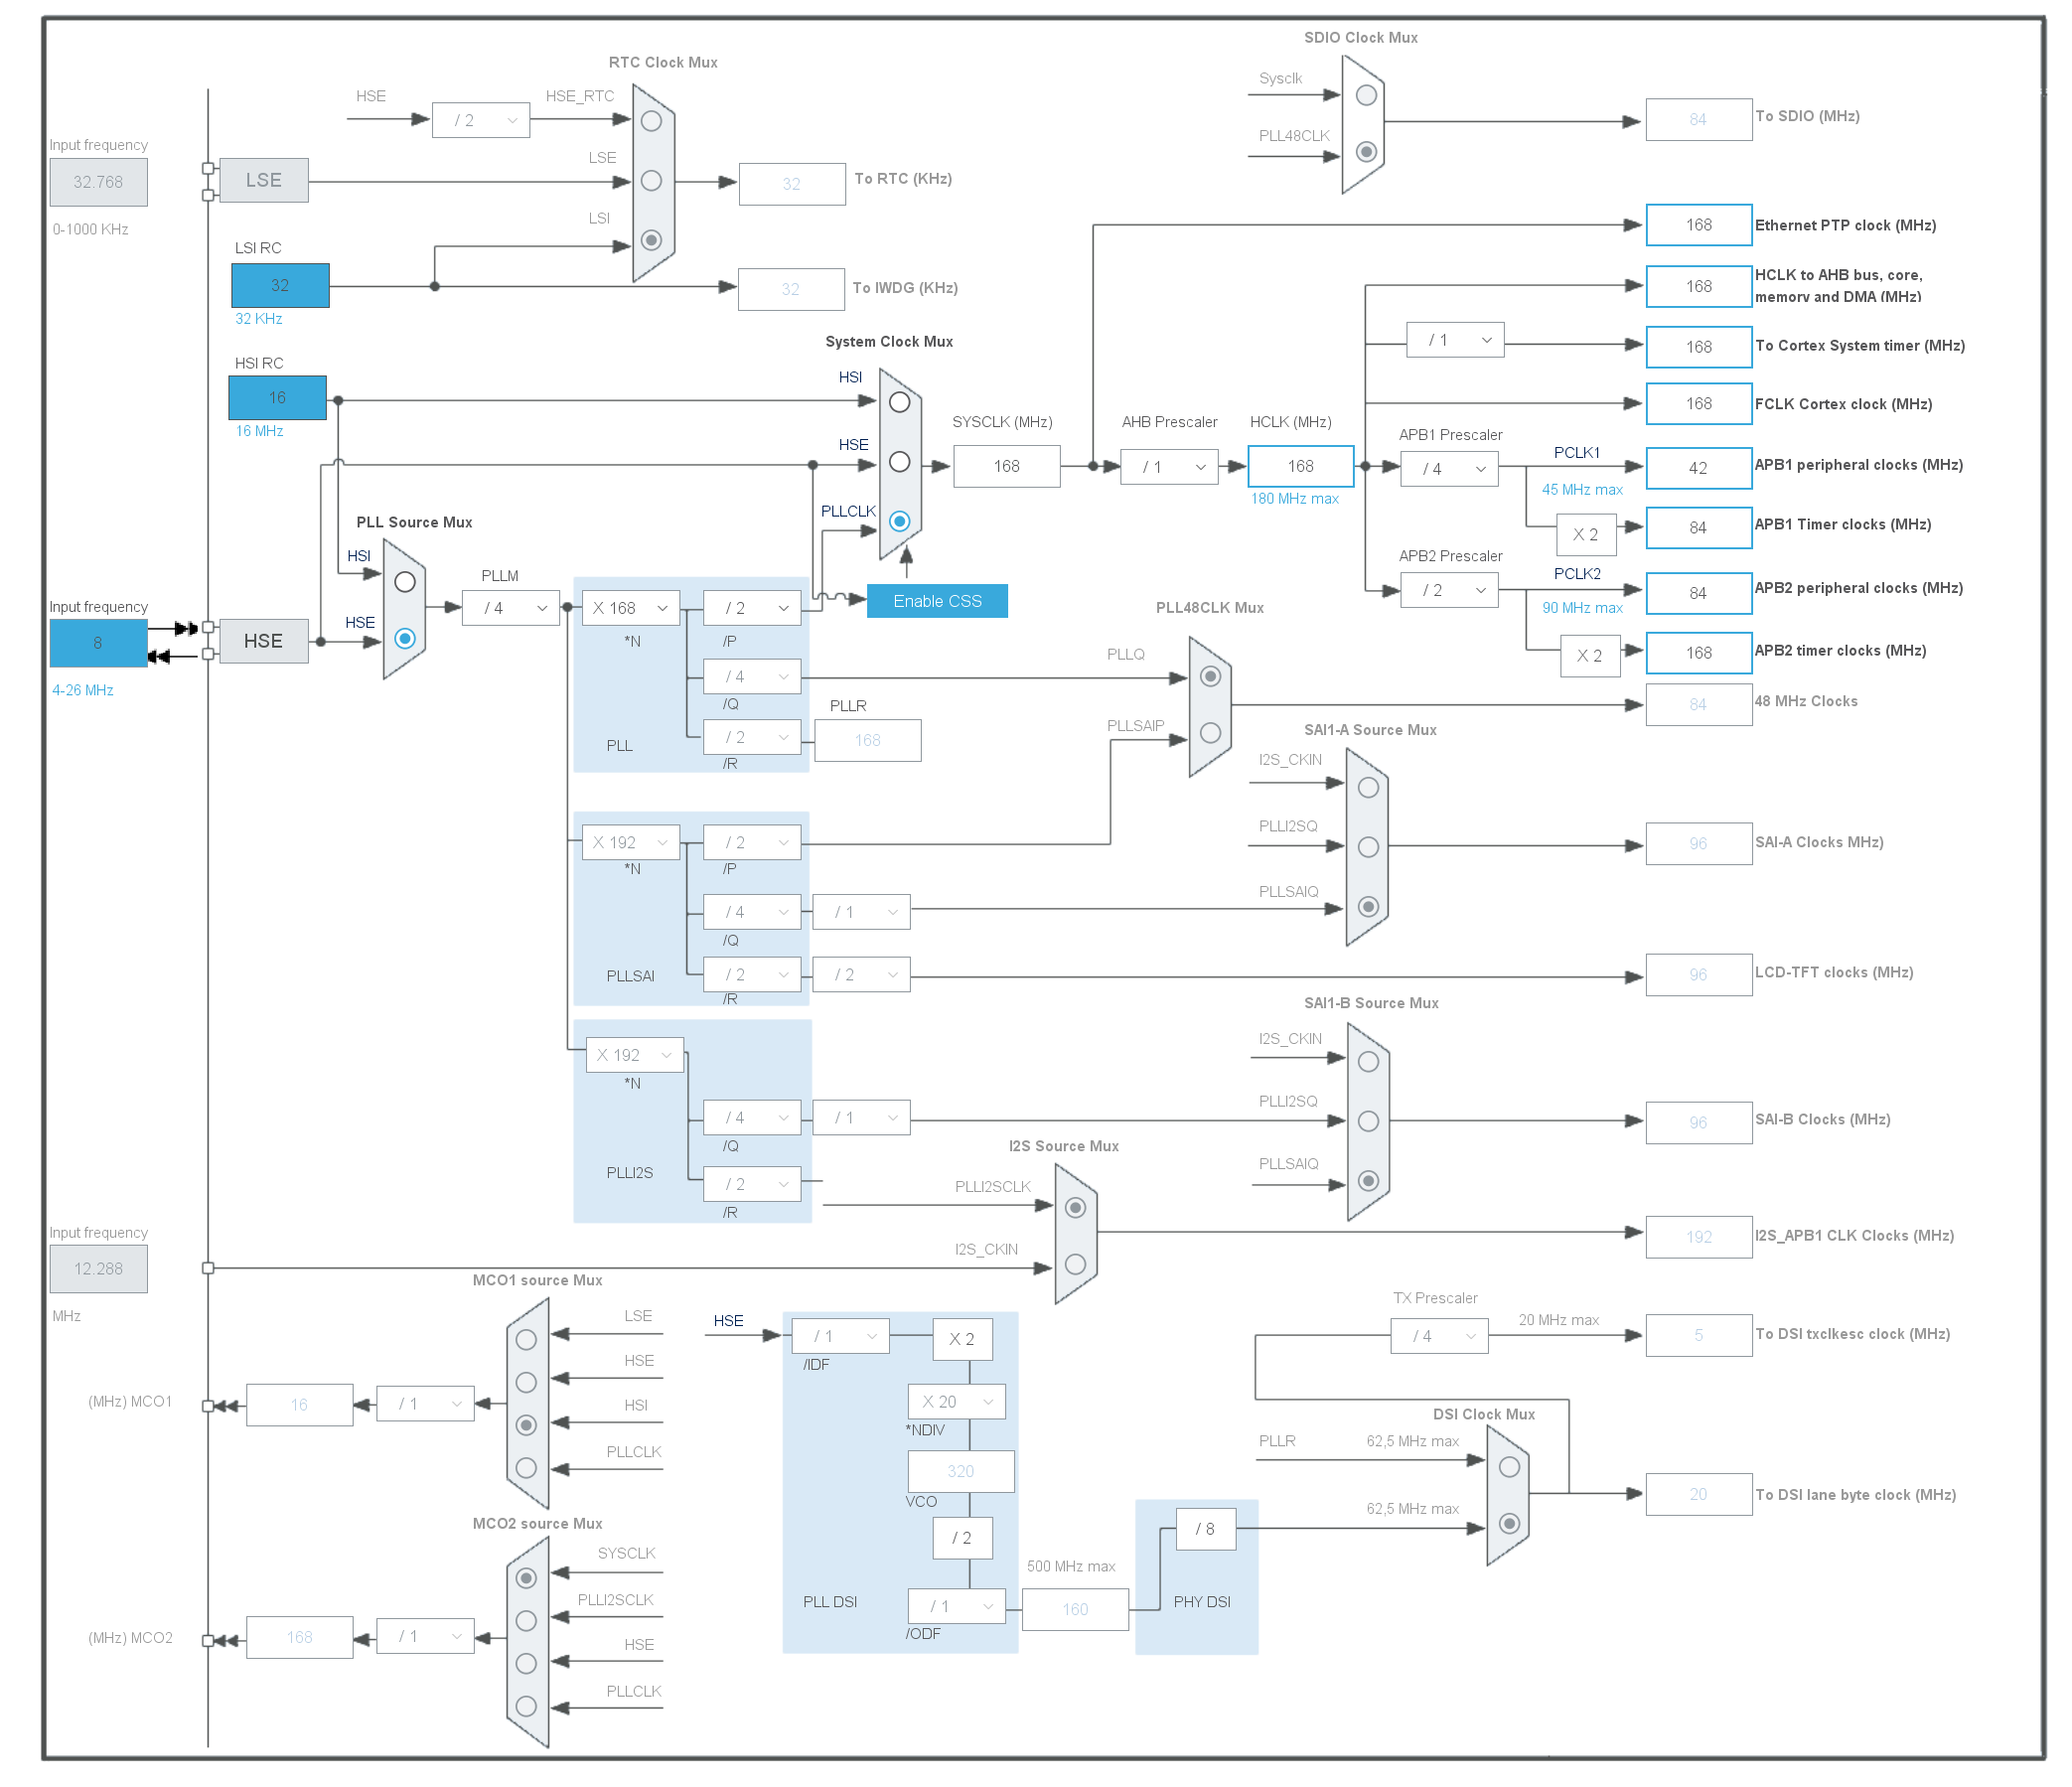 SDIO Clock Mux
RTC Clock Mux
Sysclk
HSE
/ 2
HSE_RTC
84
To SDIO (MHz)
PLL48CLK
Input frequency
LSE
32.768
LSE
32
To RTC (KHz)
0-1000 KHz
LSI
168
Ethernet PTP clock (MHz)
LSI RC
32
32
To IWDG (KHz)
168
HCLK to AHB bus, core,
memory and DMA (MHz)
32 KHz
System Clock Mux
/ 1
168
To Cortex System timer (MHz)
HSI RC
HSI
16
168
FCLK Cortex clock (MHz)
16 MHz
SYSCLK (MHz)
AHB Prescaler
HCLK (MHz)
APB1 Prescaler
HSE
PCLK1
168
/ 1
168
/ 4
42
APB1 peripheral clocks (MHz)
180 MHz max
45 MHz max
PLLCLK
PLL Source Mux
X 2
84
APB1 Timer clocks (MHz)
HSI
APB2 Prescaler
PLLM
PCLK2
/ 2
84
APB2 peripheral clocks (MHz)
Enable CSS
Input frequency
/ 4
X 168
/ 2
PLL48CLK Mux
90 MHz max
HSE
*N
/P
8
HSE
X 2
168
APB2 timer clocks (MHz)
PLLQ
/ 4
4-26 MHz
/Q
PLLR
84
48 MHz Clocks
PLLSAIP
SAI1-A Source Mux
PLL
/ 2
168
/R
I2S_CKIN
PLLI2SQ
X 192
/ 2
96
SAI-A Clocks MHz)
*N
/P
PLLSAIQ
/ 4
/ 1
/Q
PLLSAI
/ 2
/ 2
96
LCD-TFT clocks (MHz)
/R
SAI1-B Source Mux
I2S_CKIN
X 192
*N
PLLI2SQ
/ 4
/ 1
96
SAI-B Clocks (MHz)
/Q
I2S Source Mux
PLLI2S
PLLSAIQ
/ 2
PLLI2SCLK
/R
Input frequency
I2S_CKIN
192
I2S_APB1 CLK Clocks (MHz)
12.288
MCO1 source Mux
MHz
LSE
HSE
/ 1
X 2
TX Prescaler
20 MHz max
/ 4
5
To DSI txclkesc clock (MHz)
/IDF
HSE
(MHz) MCO1
16
/ 1
HSI
X 20
*NDIV
DSI Clock Mux
PLLCLK
PLLR
62,5 MHz max
320
VCO
20
To DSI lane byte clock (MHz)
MCO2 source Mux
62,5 MHz max
/ 2
/ 8
SYSCLK
500 MHz max
PLLI2SCLK
PLL DSI
/ 1
160
PHY DSI
/ODF
(MHz) MCO2
168
/ 1
HSE
PLLCLK